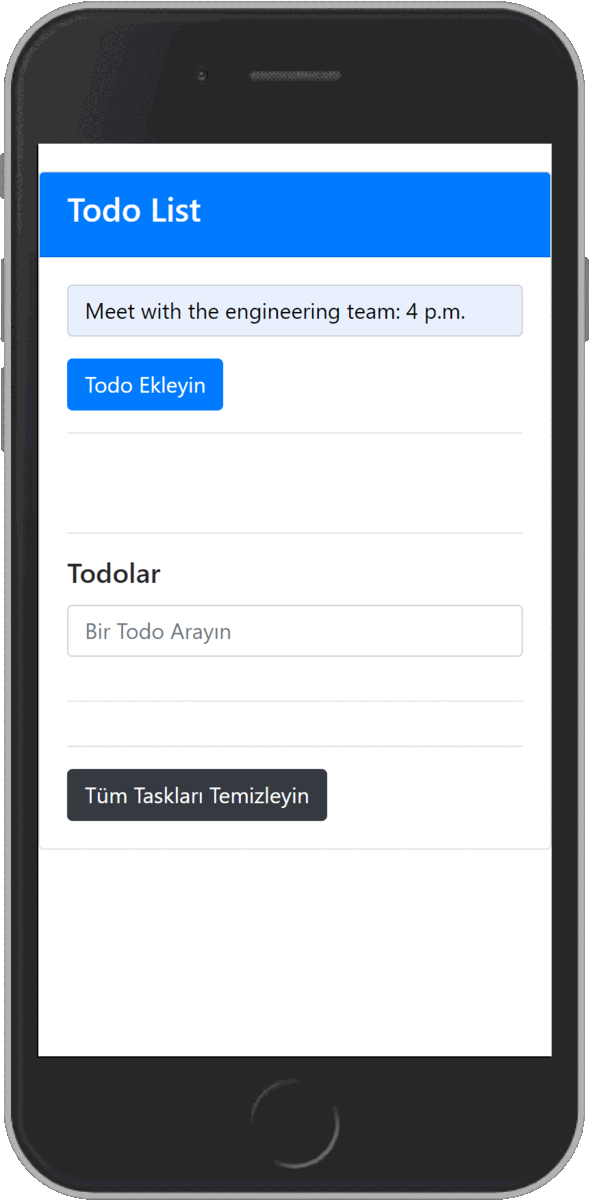 Todo List
Meet with the engineering team: 4 p.m.
Todo Ekleyin
Todolar
Bir Todo Arayın
Tüm Taskları Temizleyin